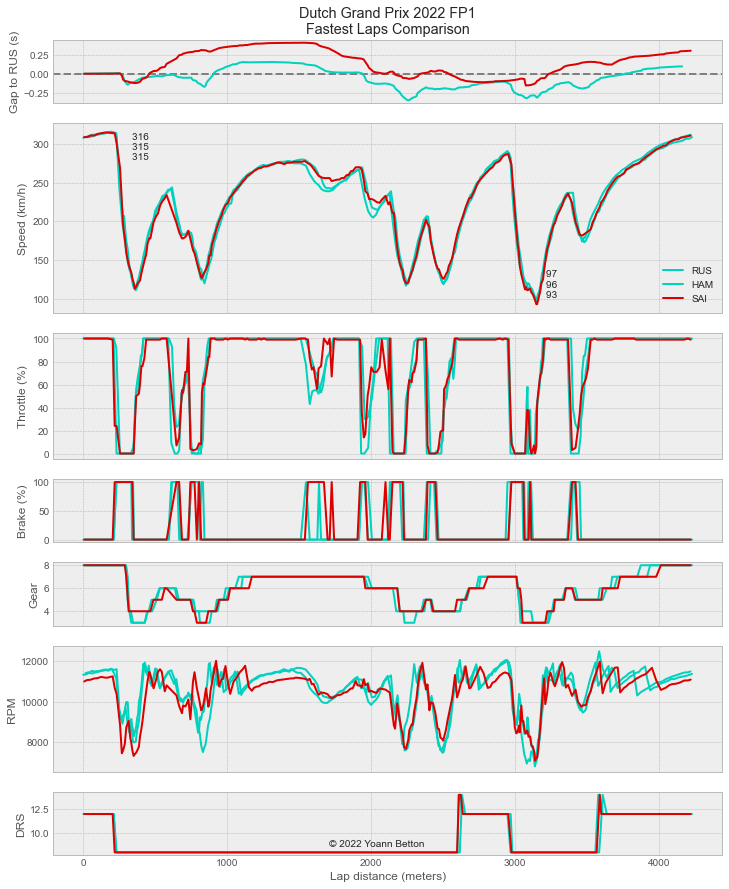 Dutch Grand Prix 2022 FP1
Fastest Laps Comparison
Gap to RUS (s)
0.25
0.00
−0.25
Speed (km/h)
300
250
200
150
100
316
315
315
97
96
93
RUS
HAM
SAI
Throttle (%)
100
80
60
40
20
0
Brake (%)
100
50
0
Gear
8
6
4
RPM
12000
10000
8000
DRS
12.5
10.0
© 2022 Yoann Betton
0
1000
2000
3000
4000
Lap distance (meters)